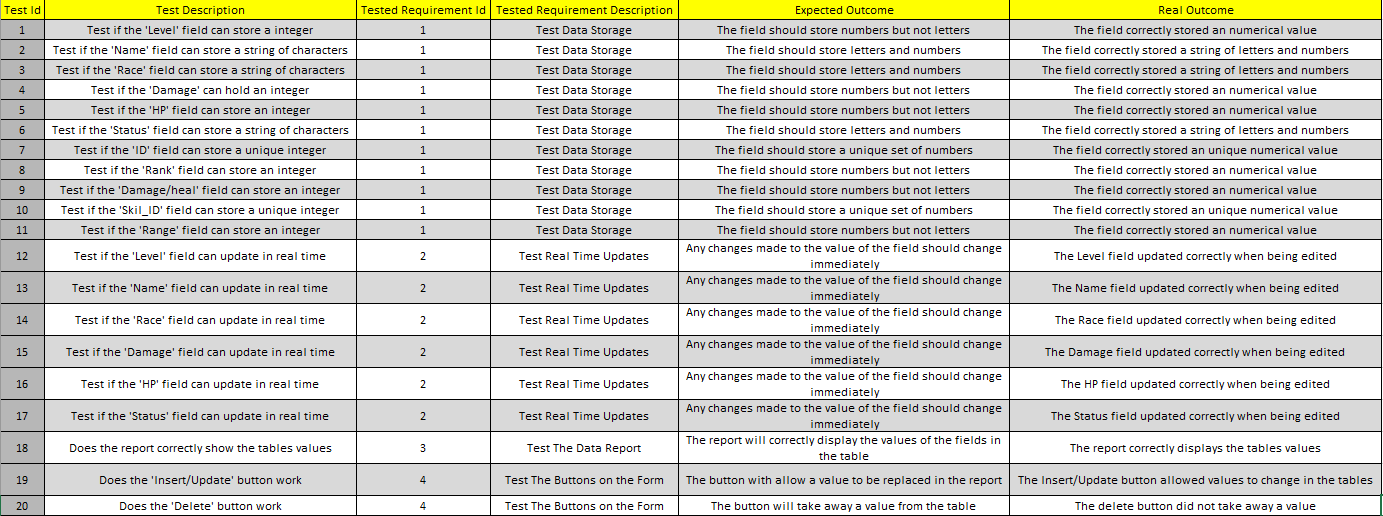 Test Id Test Description Tested Requirement Id Tested Requirement Description Expected Outcome Real Outcome
1 Test if the 'Level' field can store a integer 1 Test Data Storage The field should store numbers but not letters The field correctly stored an numerical value
2 Test if the 'Name' field can store a string of characters 1 Test Data Storage The field should store letters and numbers The field correctly stored a string of letters and numbers
3 Test if the 'Race' field can store a string of characters 1 Test Data Storage The field should store letters and numbers The field correctly stored a string of letters and numbers
4 Test if the 'Damage' can hold an integer 1 Test Data Storage The field should store numbers but not letters The field correctly stored an numerical value
5 Test if the 'HP' field can store an integer 1 Test Data Storage The field should store numbers but not letters The field correctly stored an numerical value
6 Test if the 'Status' field can store a string of characters 1 Test Data Storage The field should store letters and numbers The field correctly stored a string of letters and numbers
7 Test if the 'ID' field can store a unique integer 1 Test Data Storage The field should store a unique set of numbers The field correctly stored an unique numerical value
8 Test if the 'Rank' field can store an integer 1 Test Data Storage The field should store numbers but not letters The field correctly stored an numerical value
9 Test if the 'Damage/heal' field can store an integer 1 Test Data Storage The field should store numbers but not letters The field correctly stored an numerical value
10 Test if the 'Skil_ID' field can store a unique integer 1 Test Data Storage The field should store a unique set of numbers The field correctly stored an unique numerical value
11 Test if the 'Range' field can store an integer 1 Test Data Storage The field should store numbers but not letters The field correctly stored an numerical value
12 Test if the 'Level' field can update in real time 2 Test Real Time Updates Any changes made to the value of the field should change
immediately The Level field updated correctly when being edited
13 Test if the 'Name' field can update in real time 2 Test Real Time Updates Any changes made to the value of the field should change
immediately The Name field updated correctly when being edited
14 Test if the 'Race' field can update in real time 2 Test Real Time Updates Any changes made to the value of the field should change
immediately The Race field updated correctly when being edited
15 Test if the 'Damage' field can update in real time 2 Test Real Time Updates Any changes made to the value of the field should change
immediately The Damage field updated correctly when being edited
16 Test if the 'HP' field can update in real time 2 Test Real Time Updates Any changes made to the value of the field should change
immediately The HP field updated correctly when being edited
17 Test if the 'Status' field can update in real time 2 Test Real Time Updates Any changes made to the value of the field should change
immediately The Status field updated correctly when being edited
18 Does the report correctly show the tables values 3 Test The Data Report The report will correctly display the values of the fields in
the table The report correctly displays the tables values
19 Does the 'Insert/Update' button work 4 Test The Buttons on the Form The button with allow a value to be replaced in the report The Insert/Update button allowed values to change in the tables
20 Does the 'Delete' button work 4 Test The Buttons on the Form The button will take away a value from the table The delete button did not take away a value